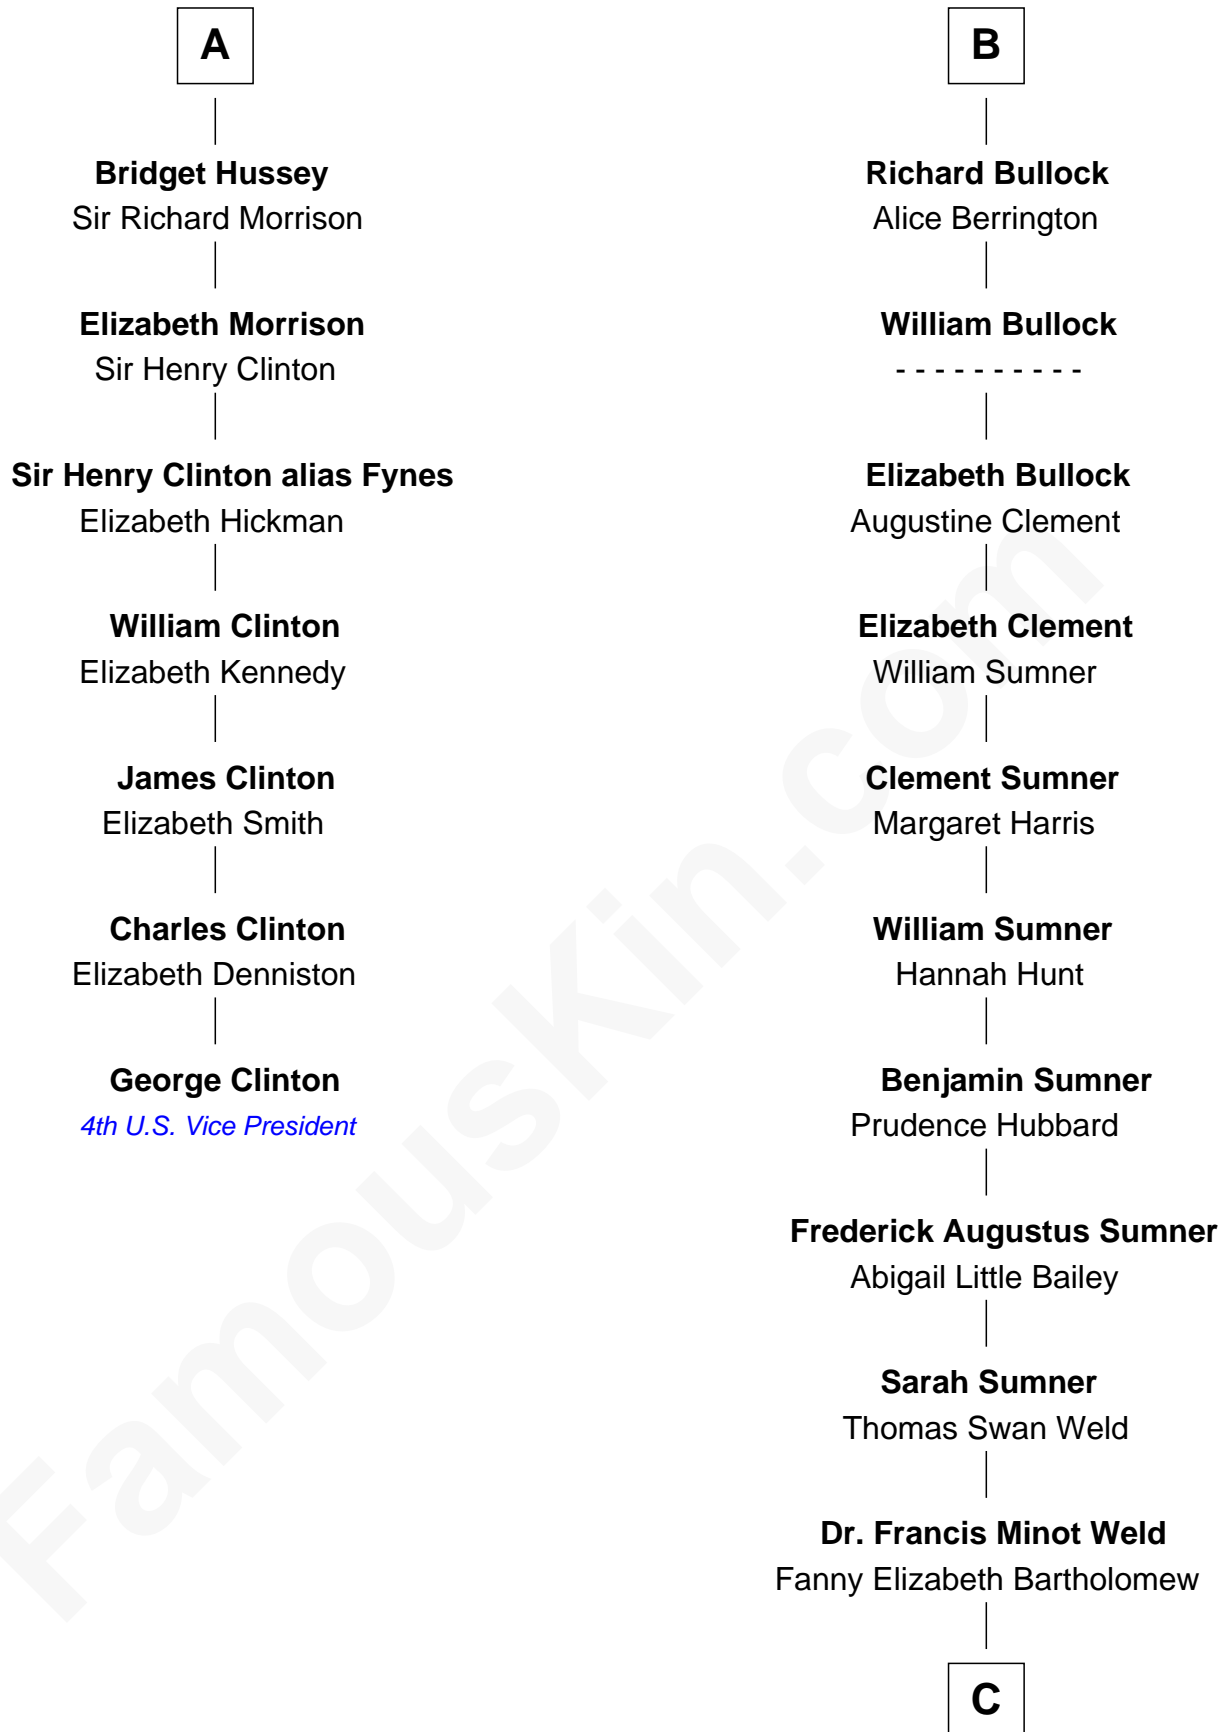 A
Bridget Hussey
Sir Richard Morrison
Elizabeth Morrison
Sir Henry Clinton
Sir Henry Clinton alias Fynes
Elizabeth Hickman
William Clinton
Elizabeth Kennedy
James Clinton
Elizabeth Smith
Charles Clinton
Elizabeth Denniston
George Clinton
4th U.S. Vice President
B
Richard Bullock
Alice Berrington
William Bullock
- - - - - - - - - -
Elizabeth Bullock
Augustine Clement
Elizabeth Clement
William Sumner
Clement Sumner
Margaret Harris
William Sumner
Hannah Hunt
Benjamin Sumner
Prudence Hubbard
Frederick Augustus Sumner
Abigail Little Bailey
Sarah Sumner
Thomas Swan Weld
Dr. Francis Minot Weld
Fanny Elizabeth Bartholomew
C
FamousKin.com